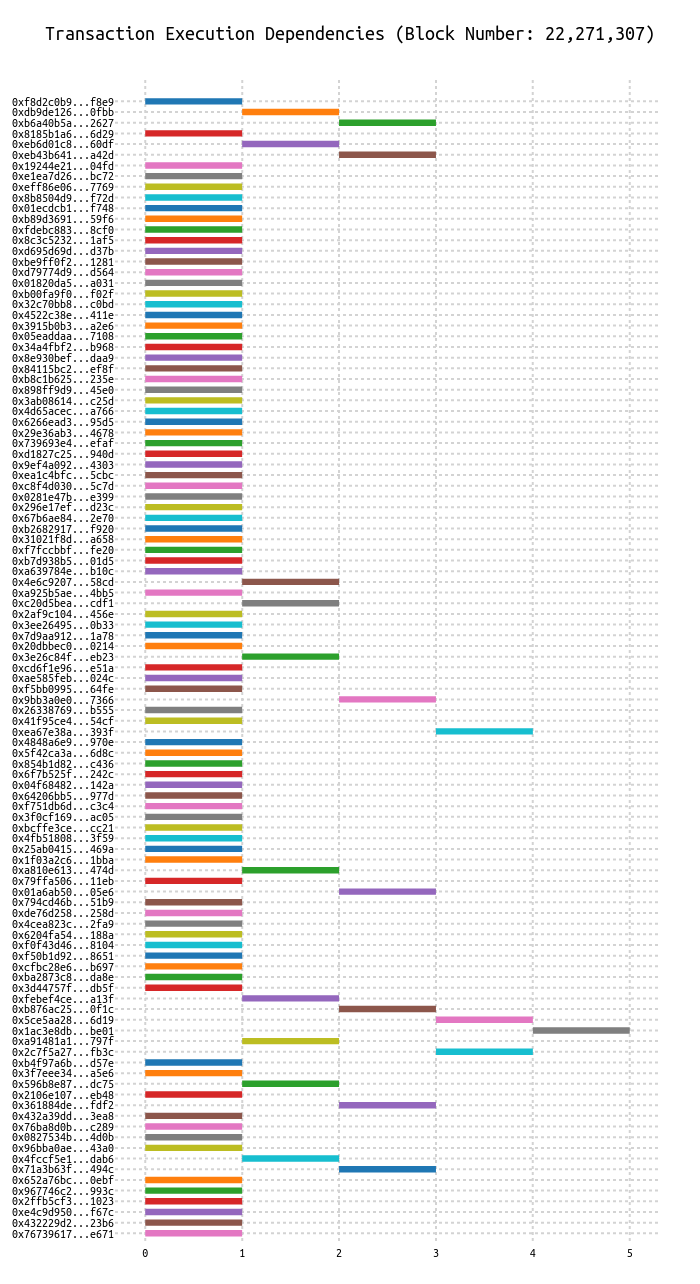 Transaction Execution Dependencies (Block Number: 22,271,307)
0xf8d2c0b9...f8e9
0xdb9de126...0fbb
0xb6a40b5a...2627
0x8185b1a6...6d29
0xeb6d01c8...60df
0xeb43b641...a42d
0x19244e21...04fd
0xe1ea7d26...bc72
0xeff86e06...7769
0x8b8504d9...f72d
0x01ecdcb1...f748
0xb89d3691...59f6
0xfdebc883...8cf0
0x8c3c5232...1af5
0xd695d69d...d37b
0xbe9ff0f2...1281
0xd79774d9...d564
0x01820da5...a031
0xb00fa9f0...f02f
0x32c70bb8...c0bd
0x4522c38e...411e
0x3915b0b3...a2e6
0x05eaddaa...7108
0x34a4fbf2...b968
0x8e930bef...daa9
0x84115bc2...ef8f
0xb8c1b625...235e
0x898ff9d9...45e0
0x3ab08614...c25d
0x4d65acec...a766
0x6266ead3...95d5
0x29e36ab3...4678
0x739693e4...efaf
0xd1827c25...940d
0x9ef4a092...4303
0xea1c4bfc...5cbc
0xc8f4d030...5c7d
0x0281e47b...e399
0x296e17ef...d23c
0x67b6ae84...2e70
0xb2682917...f920
0x31021f8d...a658
0xf7fccbbf...fe20
0xb7d938b5...01d5
0xa639784e...b10c
0x4e6c9207...58cd
0xa925b5ae...4bb5
0xc20d5bea...cdf1
0x2af9c104...456e
0x3ee26495...0b33
0x7d9aa912...1a78
0x20dbbec0...0214
0x3e26c84f...eb23
0xcd6f1e96...e51a
0xae585feb...024c
0xf5bb0995...64fe
0x9bb3a0e0...7366
0x26338769...b555
0x41f95ce4...54cf
0xea67e38a...393f
0x4848a6e9...970e
0x5f42ca3a...6d8c
0x854b1d82...c436
0x6f7b525f...242c
0x04f68482...142a
0x64206bb5...977d
0xf751db6d...c3c4
0x3f0cf169...ac05
0xbcffe3ce...cc21
0x4fb51808...3f59
0x25ab0415...469a
0x1f03a2c6...1bba
0xa810e613...474d
0x79ffa506...11eb
0x01a6ab50...05e6
0x794cd46b...51b9
0xde76d258...258d
0x4cea823c...2fa9
0x6204fa54...188a
0xf0f43d46...8104
0xf50b1d92...8651
0xcfbc28e6...b697
0xba2873c8...da8e
0x3d44757f...db5f
0xfebef4ce...a13f
0xb876ac25...0f1c
0x5ce5aa28...6d19
0x1ac3e8db...be01
0xa91481a1...797f
0x2c7f5a27...fb3c
0xb4f97a6b...d57e
0x3f7eee34...a5e6
0x596b8e87...dc75
0x2106e107...eb48
0x361884de...fdf2
0x432a39dd...3ea8
0x76ba8d0b...c289
0x0827534b...4d0b
0x96bba0ae...43a0
0x4fccf5e1...dab6
0x71a3b63f...494c
0x652a76bc...0ebf
0x967746c2...993c
0x2ffb5cf3...1023
0xe4c9d950...f67c
0x432229d2...23b6
0x76739617...e671
0 1 2 3 4 5